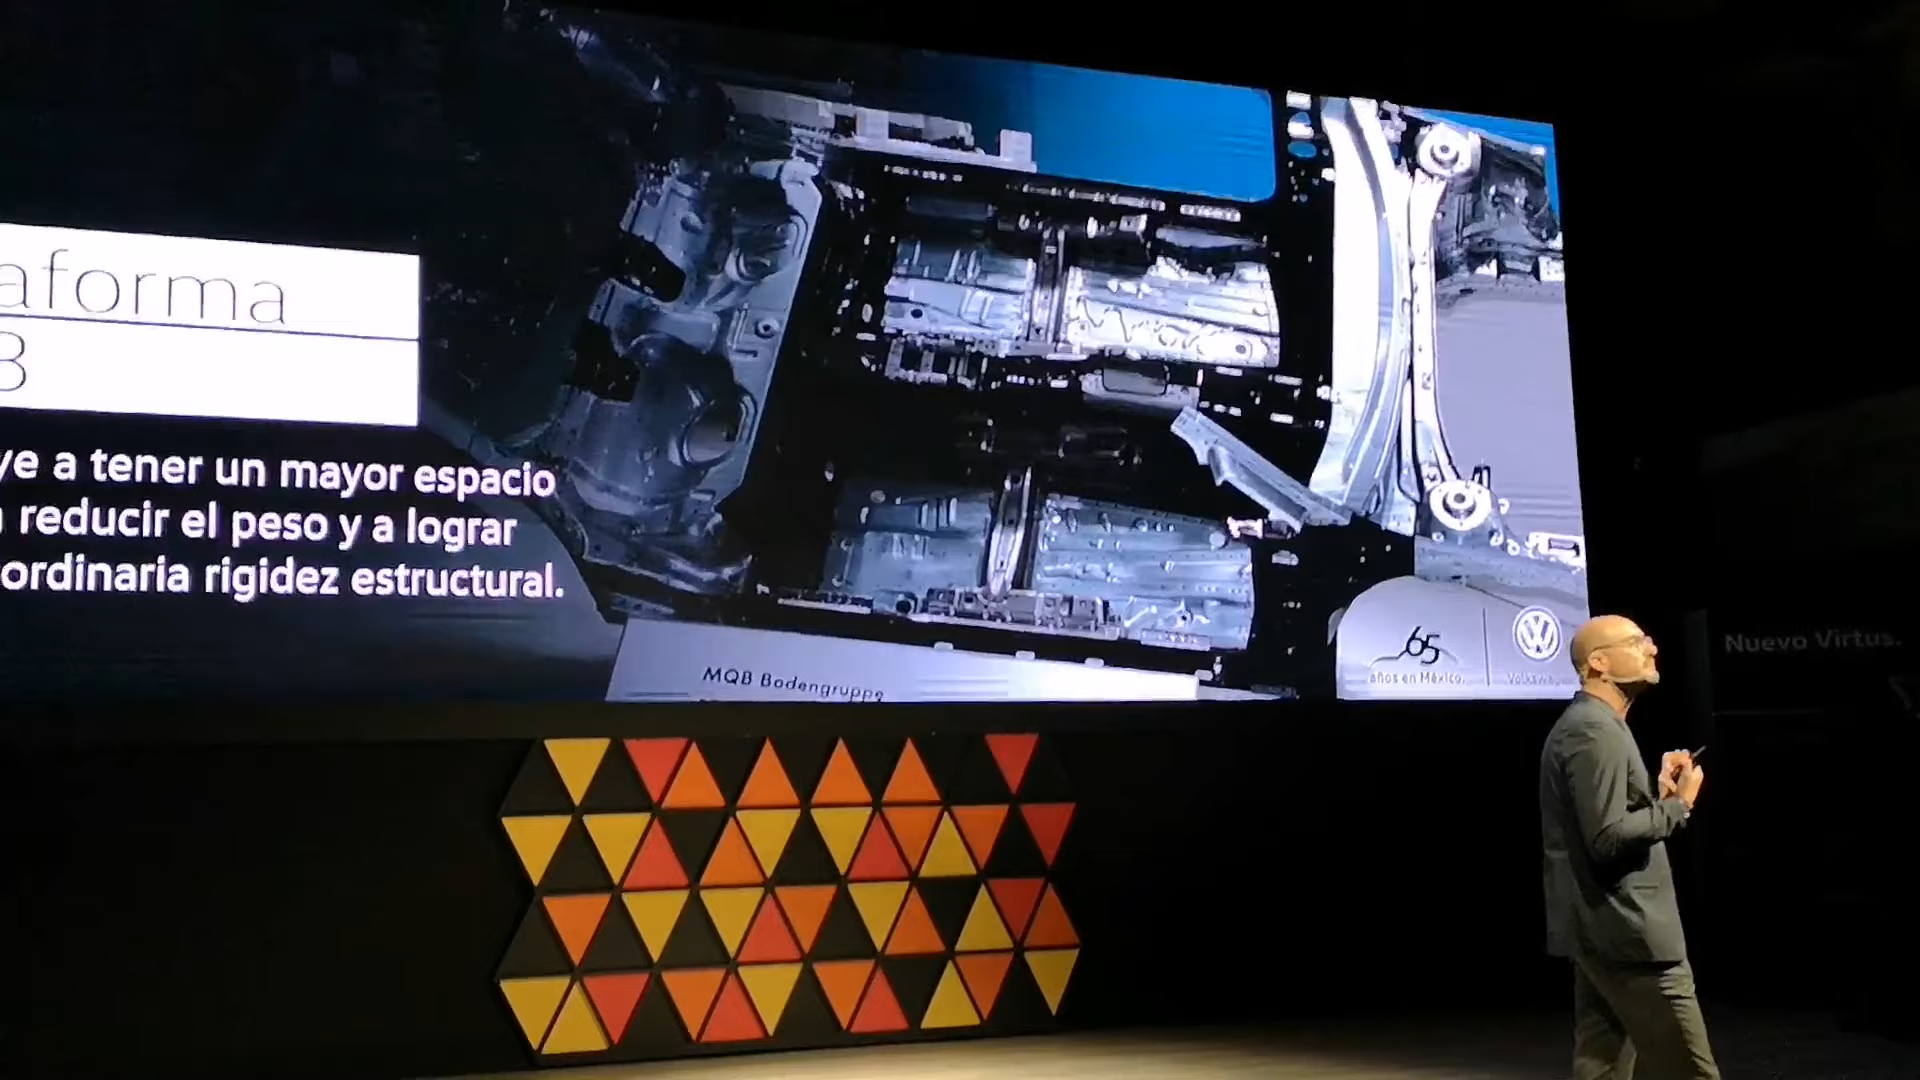 aforma
B
ye a tener un mayor espacio
a reducir el peso y a lograr
ordinaria rigidez estructural.
MQB Bodengruppe
65
años en México.
Volkswagen
Nuevo Virtus.